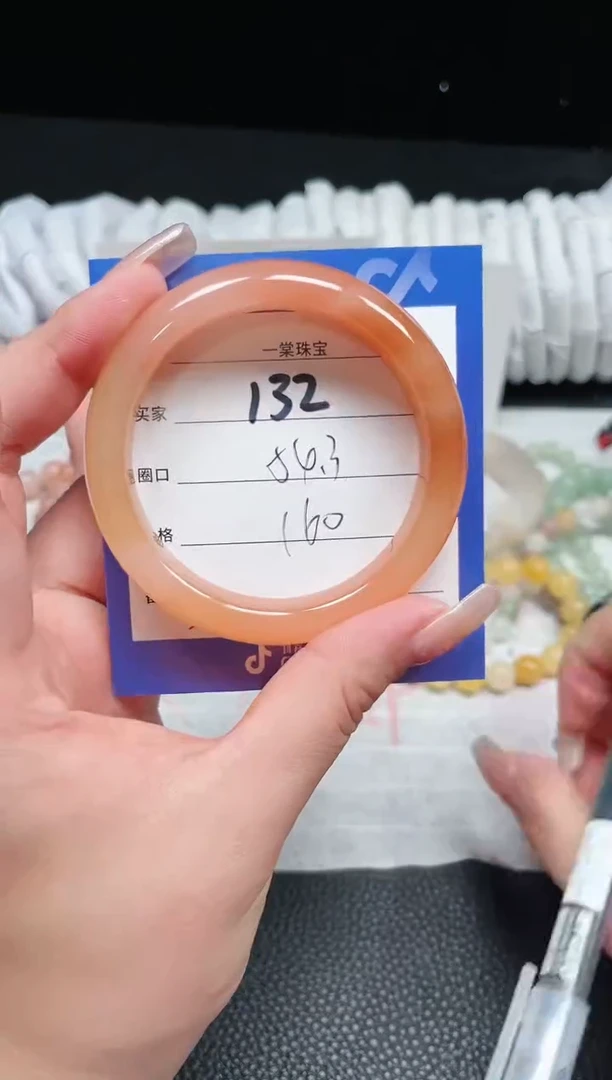 一棠珠宝
买家 132
圈口 56.3
格 160